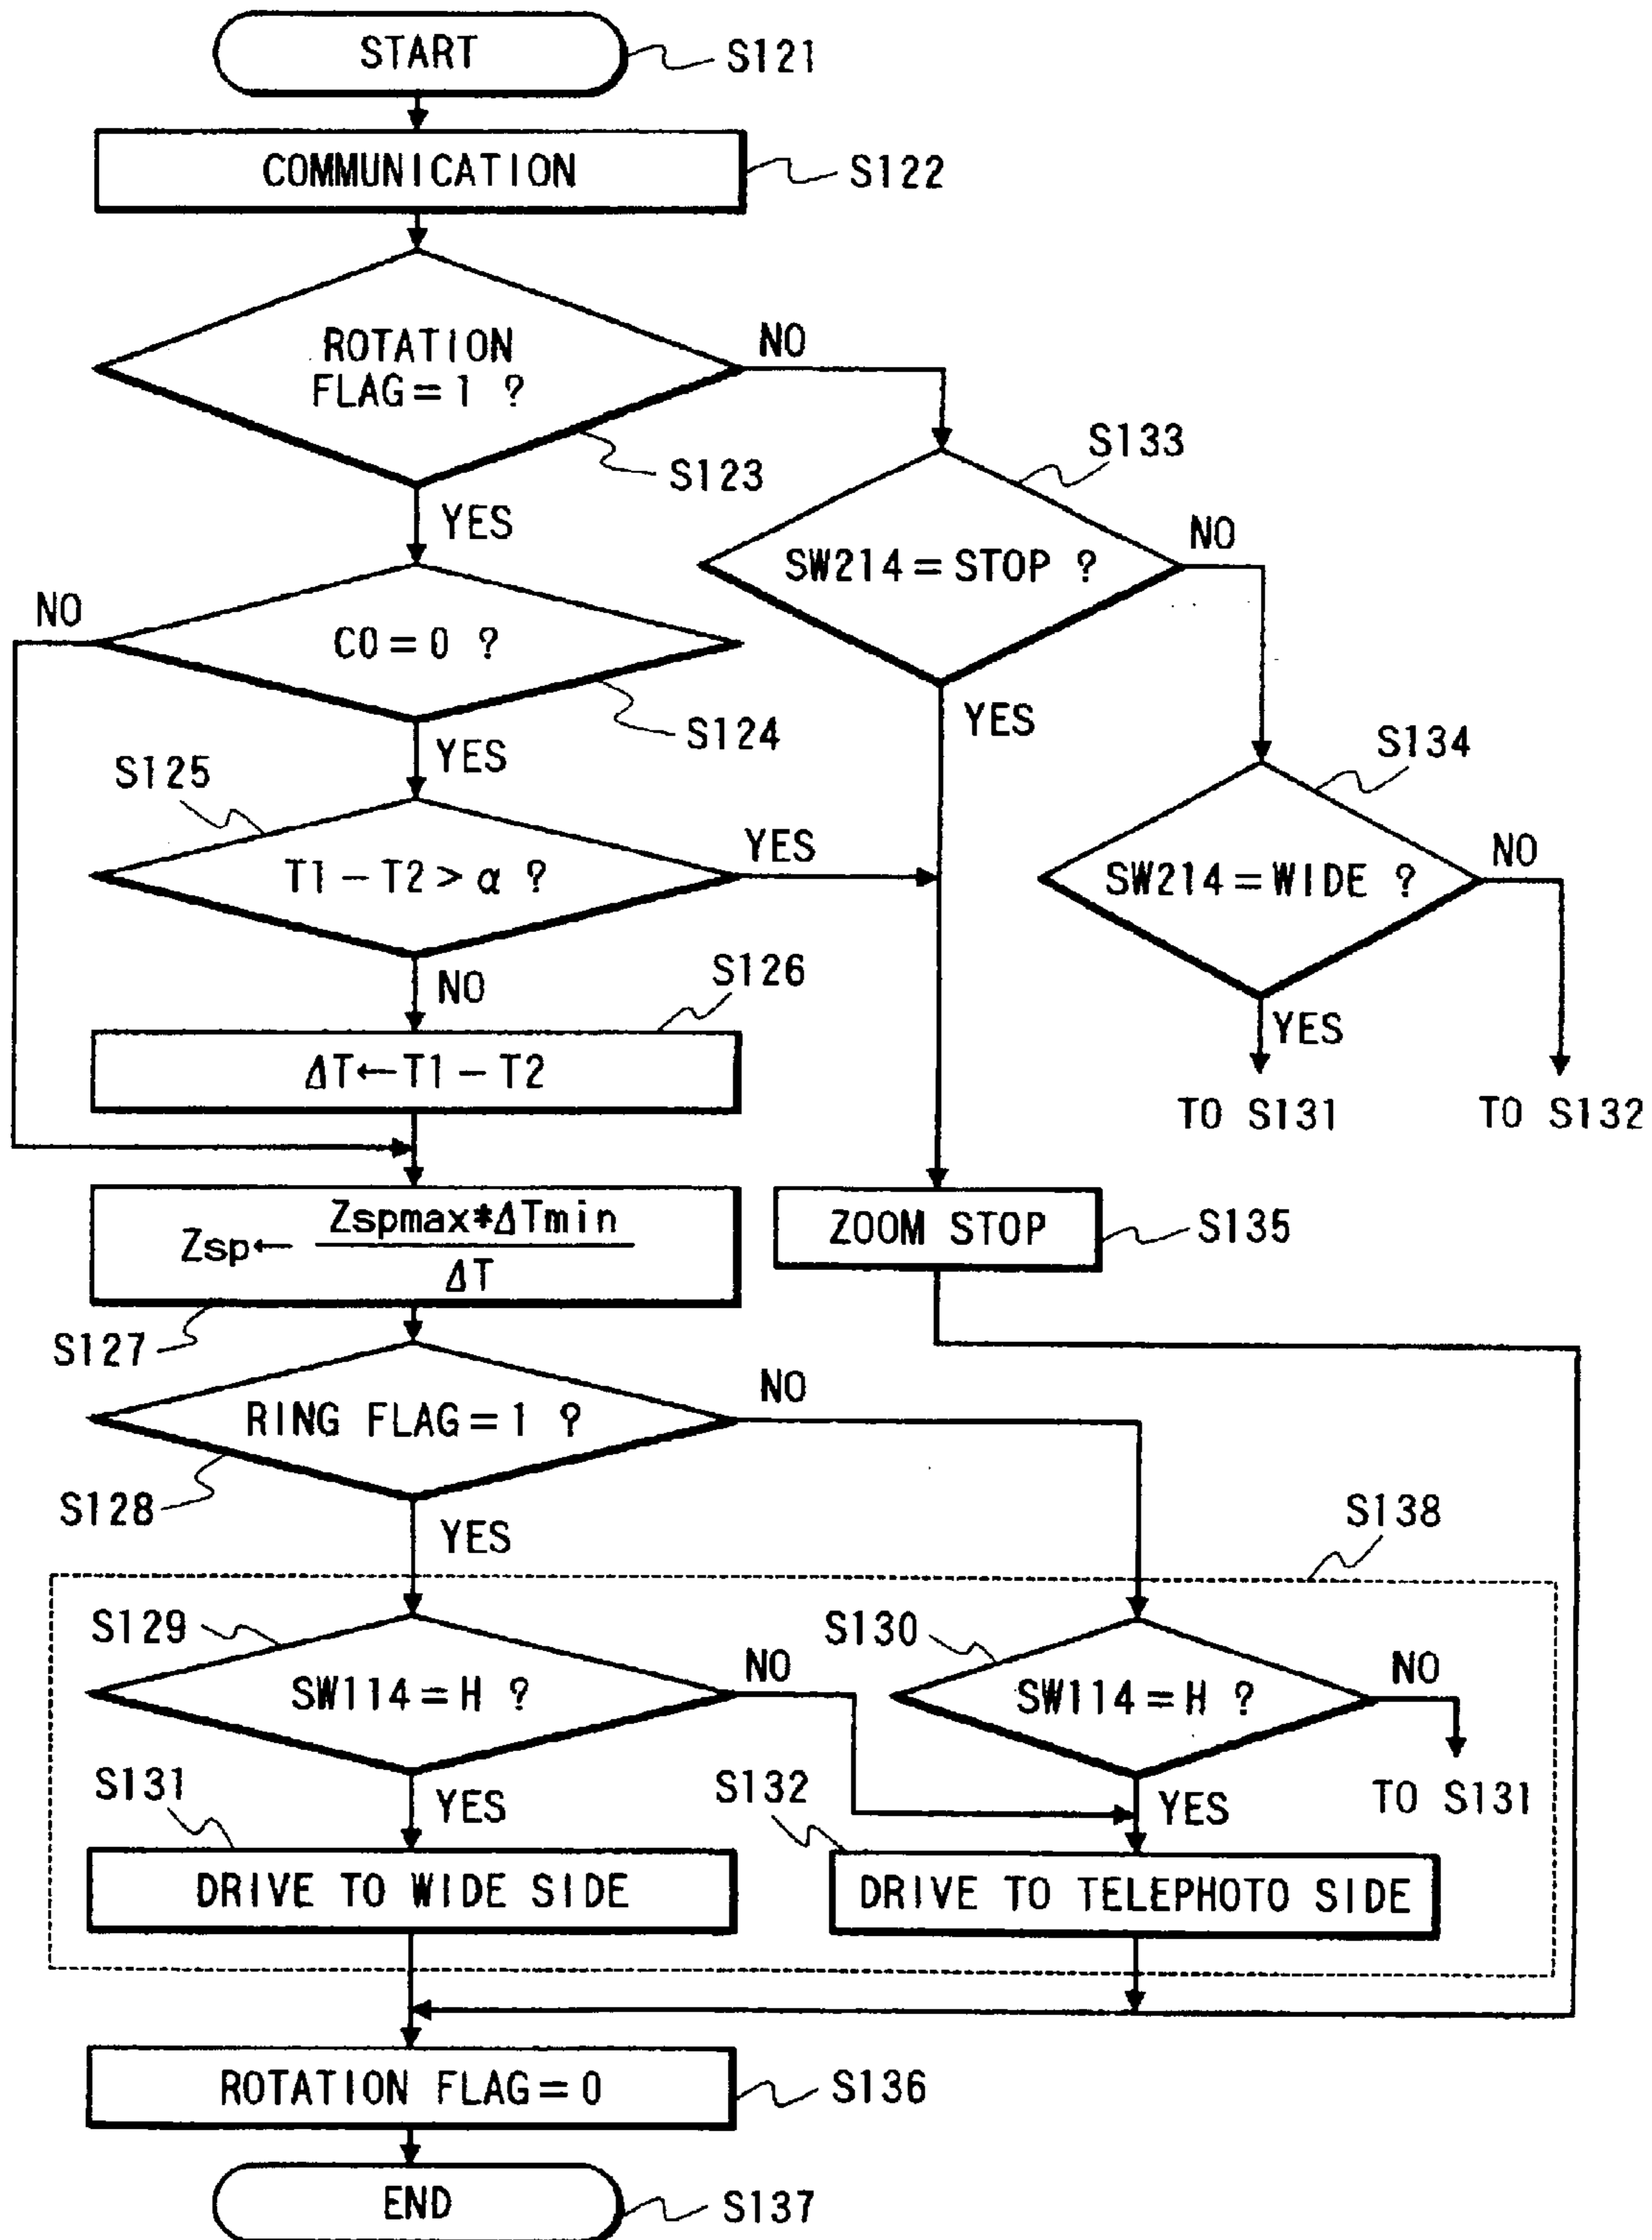 START
S121
COMMUNICATION
S122
ROTATION
FLAG=1 ?
NO
S123
YES
S133
SW214=STOP ?
NO
YES
NO
C0=0 ?
S124
YES
S134
SW214=WIDE ?
NO
YES
TO S131
TO S132
S125
T1-T2>α ?
YES
NO
S126
ΔT←T1-T2
Zsp← Zspmax*ΔTmin
ΔT
S127
ZOOM STOP
S135
RING FLAG=1 ?
NO
S128
YES
S138
S129
SW114=H ?
NO
S130
SW114=H ?
NO
TO S131
S131
YES
S132
YES
DRIVE TO WIDE SIDE
DRIVE TO TELEPHOTO SIDE
ROTATION FLAG=0
S136
END
S137